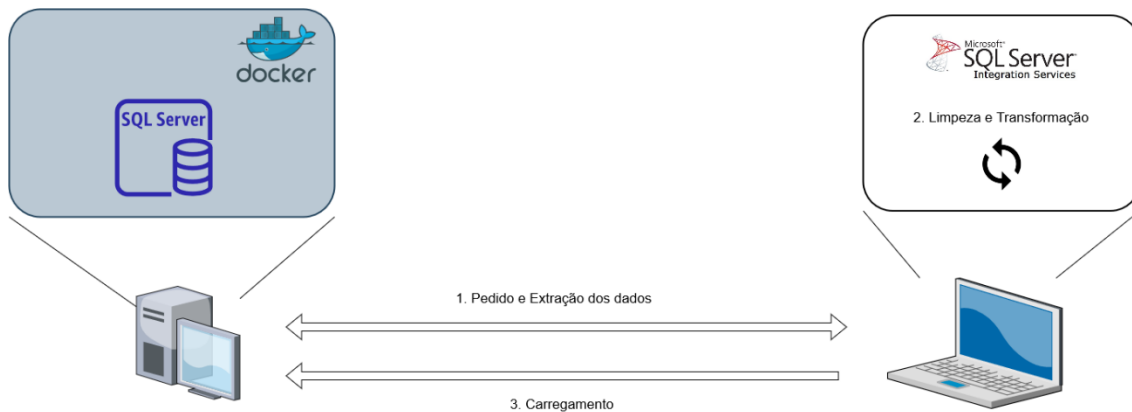 docker
SQL Server
Microsoft
SQL Server
Integration Services
2. Limpeza e Transformação
1. Pedido e Extração dos dados
3. Carregamento